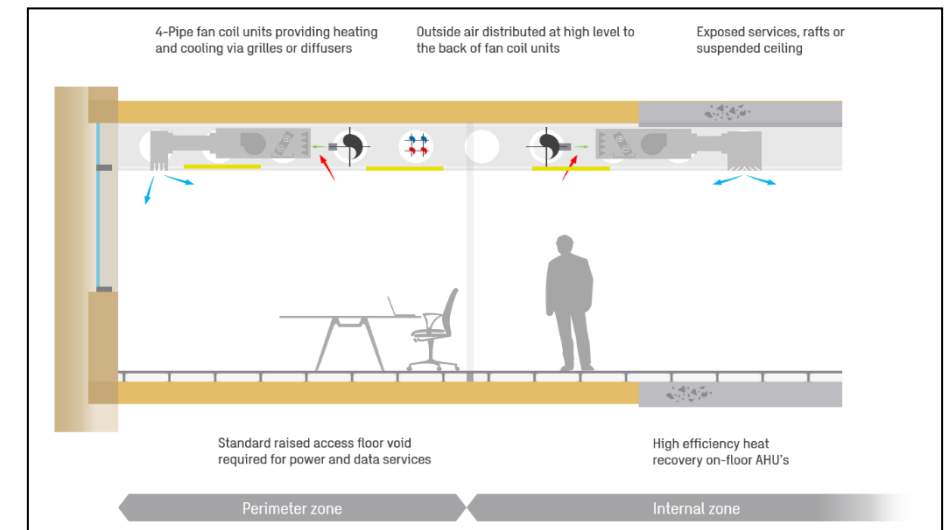 4-Pipe fan coil units providing heating
and cooling via grilles or diffusers
Outside air distributed at high level to
the back of fan coil units
Exposed services, rafts or
suspended ceiling
Standard raised access floor void
required for power and data services
High efficiency heat
recovery on-floor AHU's
Perimeter zone
Internal zone